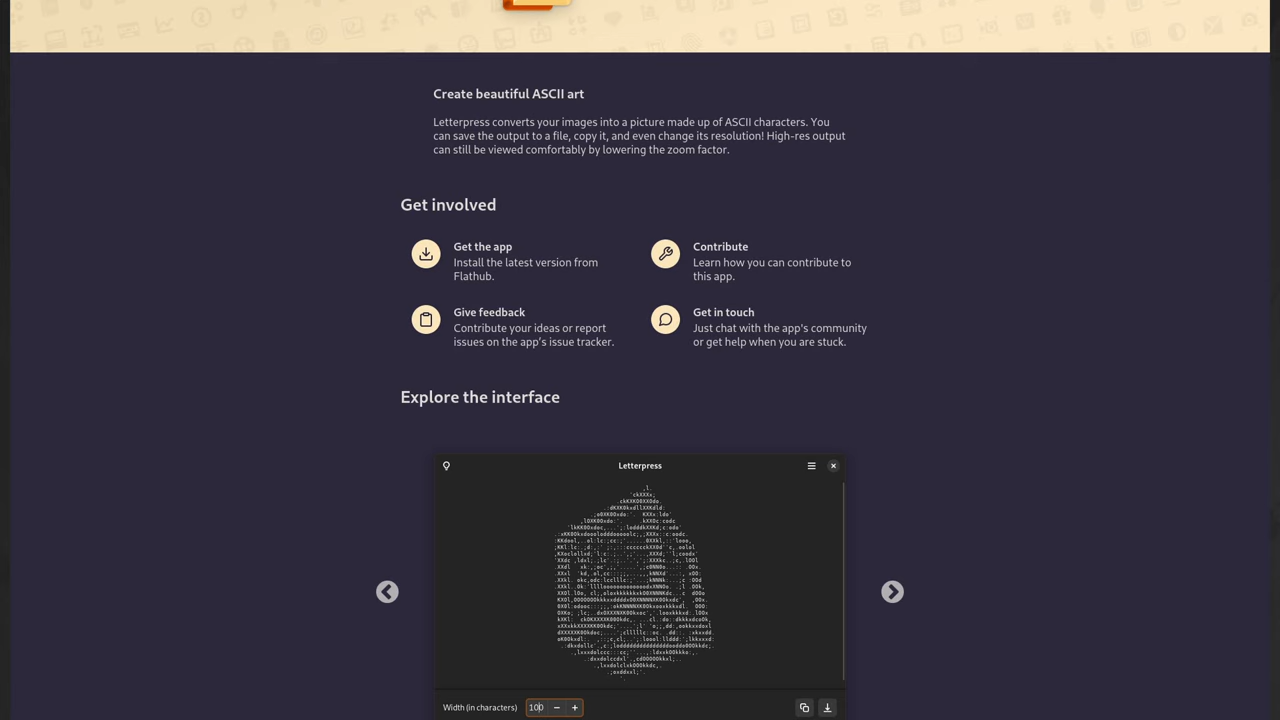 Create beautiful ASCII art
Letterpress converts your images into a picture made up of ASCII characters. You
can save the output to a file, copy it, and even change its resolution! High-res output
can still be viewed comfortably by lowering the zoom factor.
Get involved
Get the app
Install the latest version from
Flathub.
Contribute
Learn how you can contribute to
this app.
Give feedback
Contribute your ideas or report
issues on the app's issue tracker.
Get in touch
Just chat with the app's community
or get help when you are stuck.
Explore the interface
Letterpress
Width (in characters) 100